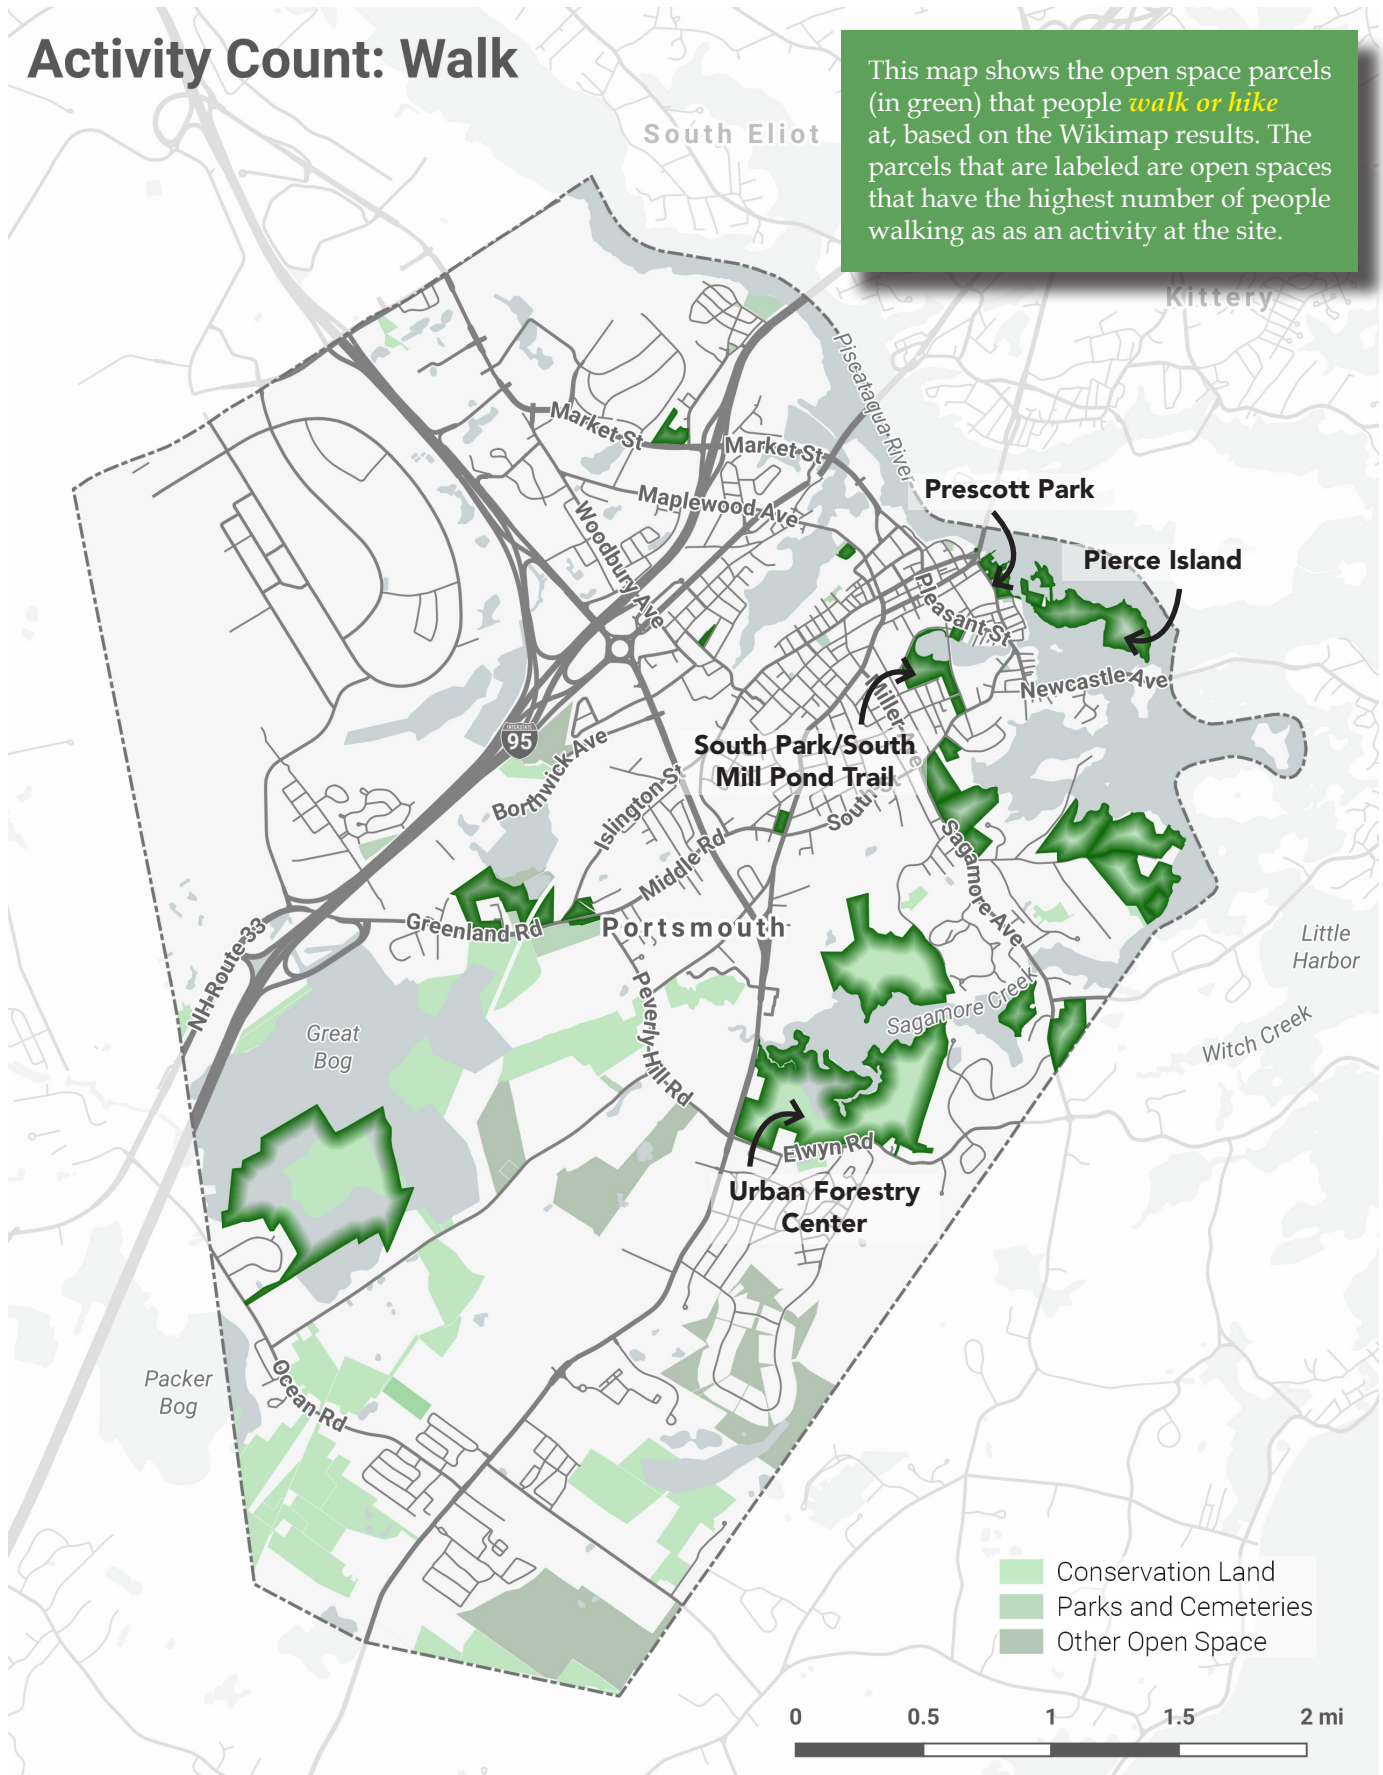 Activity Count: Walk
This map shows the open space parcels
(in green) that people walk or hike
at, based on the Wikimap results. The
parcels that are labeled are open spaces
that have the highest number of people
walking as as an activity at the site.
South Eliot
Kittery
Piscataqua River
Market St
Market St
Maplewood Ave
Woodbury Ave
Prescott Park
Pierce Island
Pleasant St
Newcastle Ave
South Park/South
Mill Pond Trail
INTERSTATE
95
Borthwick Ave
Islington St
South
Middle Rd
Sagamore Ave
Greenland Rd
Portsmouth
NH Route 33
Little
Harbor
Great
Bog
Peverly Hill Rd
Sagamore Creek
Witch Creek
Elwyn Rd
Urban Forestry
Center
Packer
Bog
Ocean Rd
Conservation Land
Parks and Cemeteries
Other Open Space
0 0.5 1 1.5 2 mi